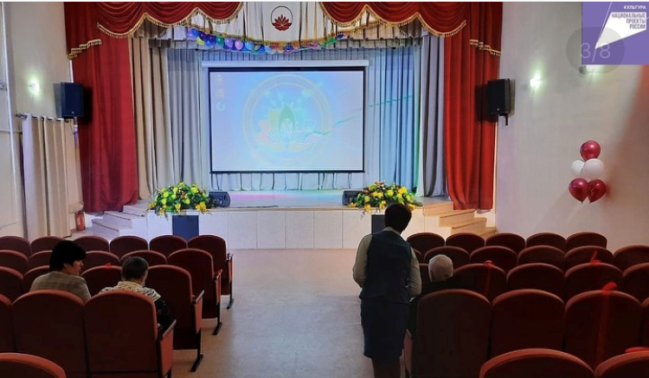 КУЛЬТУРА
НАЦИОНАЛЬНЫЕ
ПРОЕКТЫ
РОССИИ
3/8